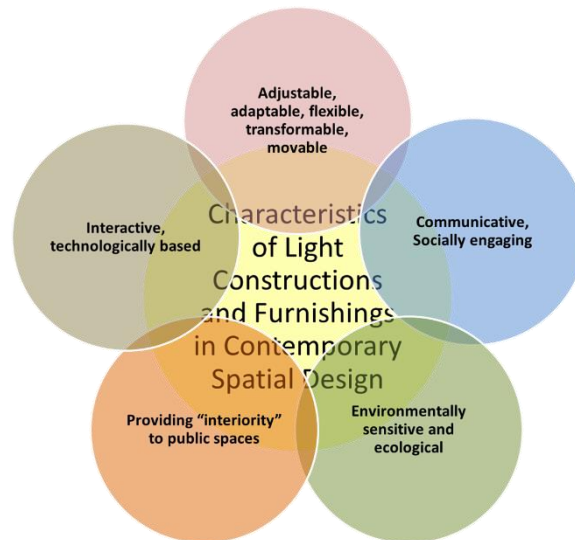 Adjustable,
adaptable, flexible,
transformable,
movable
Characteristics
of Light
Constructions
and Furnishings
in Contemporary
Spatial Design
Interactive,
technologically based
Communicative,
Socially engaging
Providing “interiority”
to public spaces
Environmentally
sensitive and
ecological